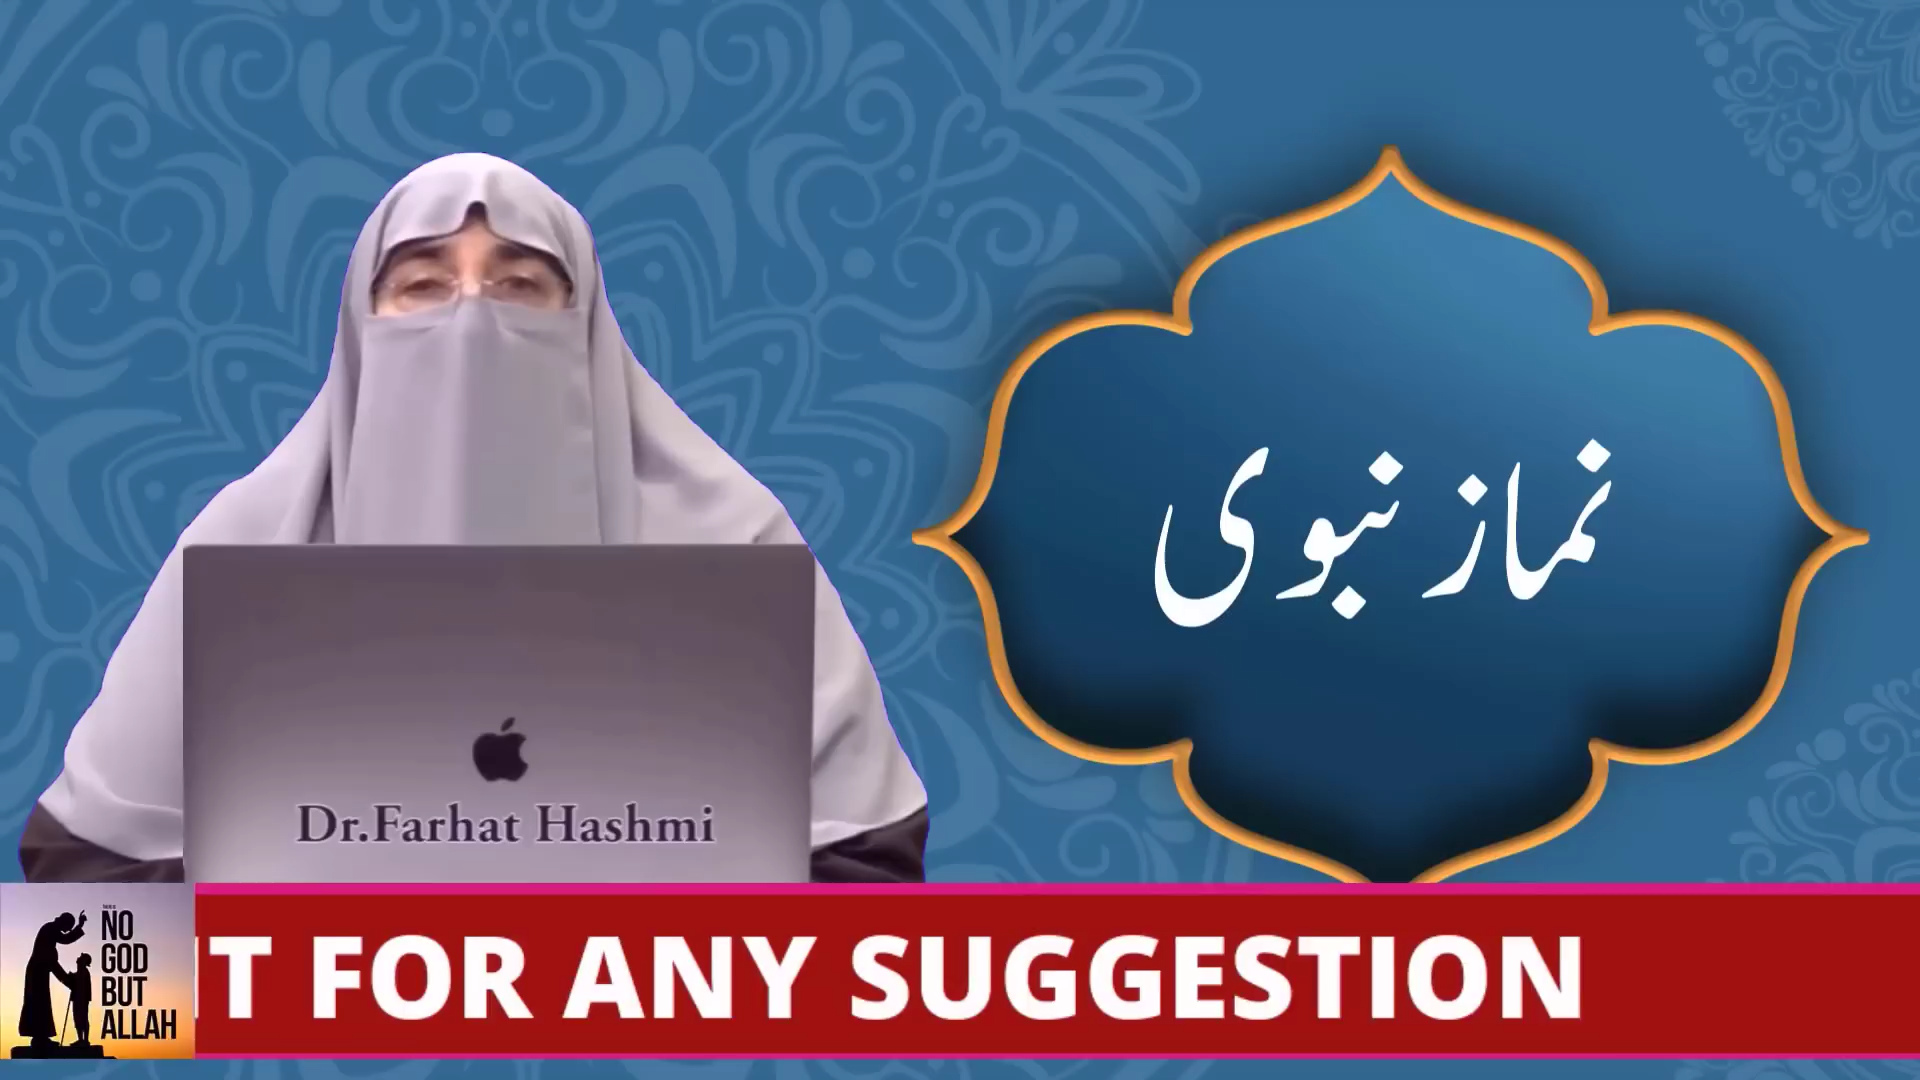 نماز نبوی
Dr.Farhat Hashmi
NO
GOD
BUT
ALLAH
T FOR ANY SUGGESTION